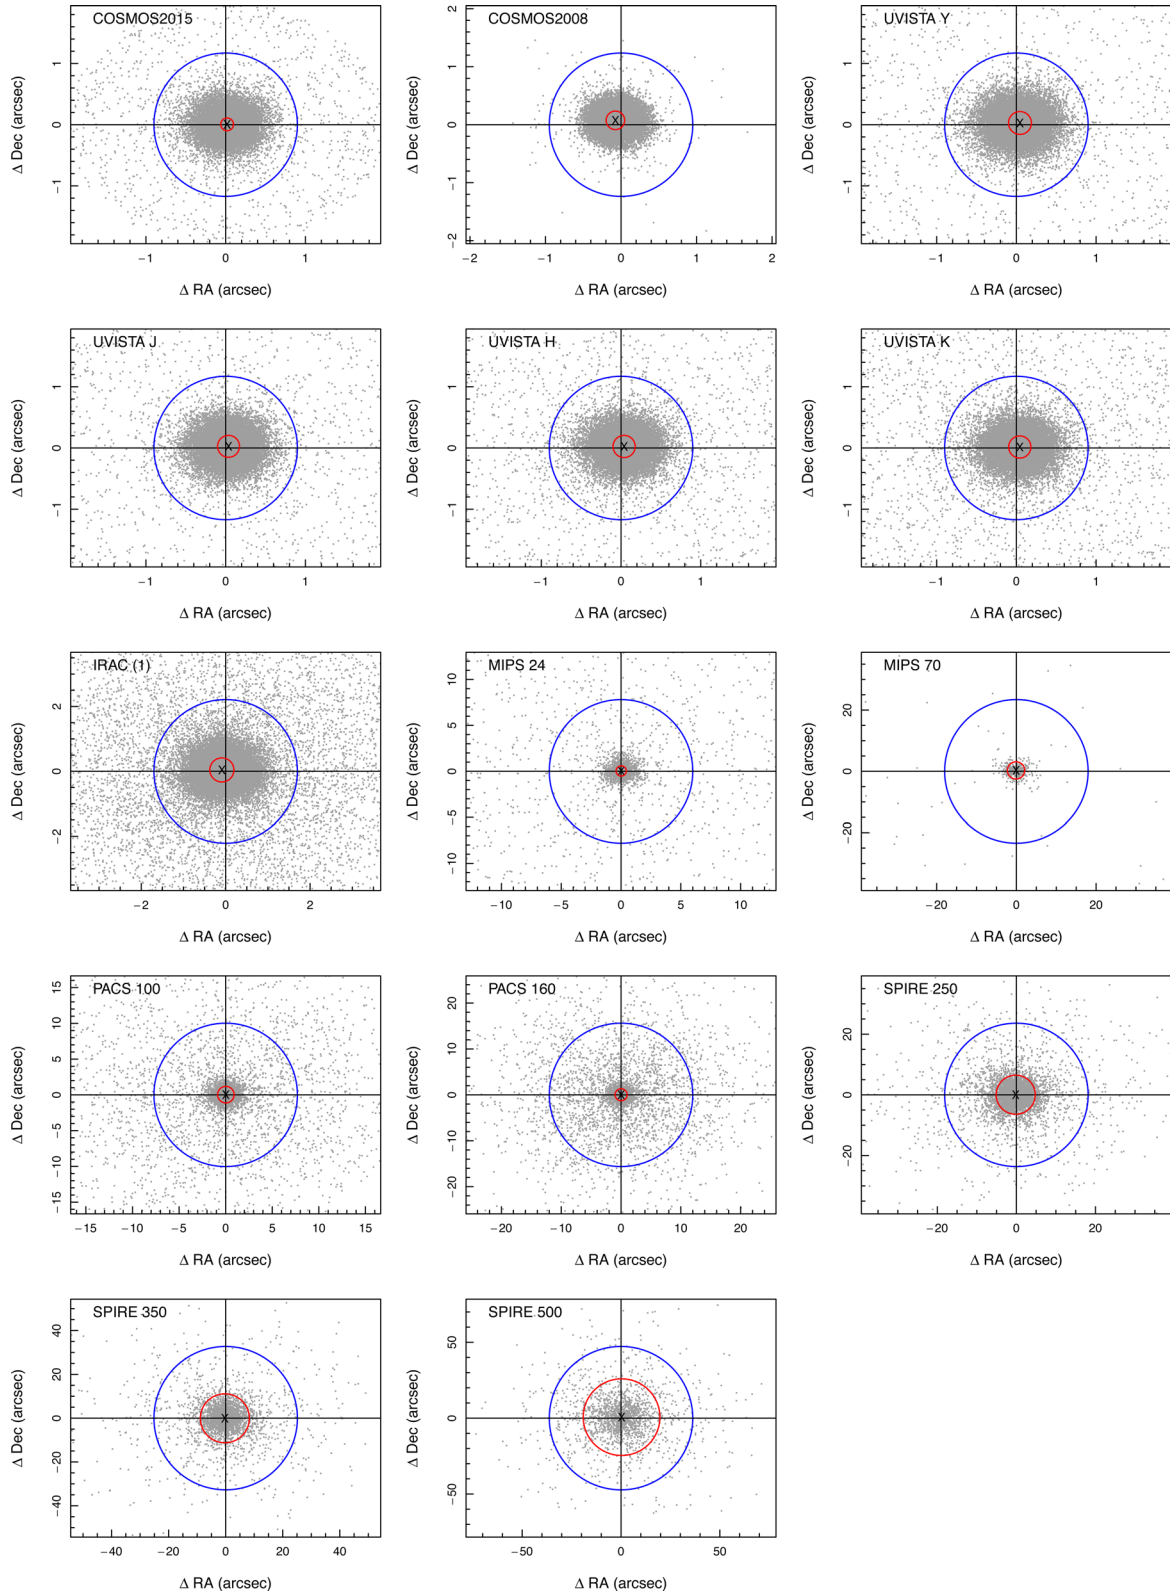 COSMOS2015
Δ Dec (arcsec)
1
0
−1
−1 0 1
Δ RA (arcsec)
COSMOS2008
Δ Dec (arcsec)
2
1
0
−1
−2
−2 −1 0 1 2
Δ RA (arcsec)
UVISTA Y
Δ Dec (arcsec)
1
0
−1
−1 0 1
Δ RA (arcsec)
UVISTA J
Δ Dec (arcsec)
1
0
−1
−1 0 1
Δ RA (arcsec)
UVISTA H
Δ Dec (arcsec)
1
0
−1
−1 0 1
Δ RA (arcsec)
UVISTA K
Δ Dec (arcsec)
1
0
−1
−1 0 1
Δ RA (arcsec)
IRAC (1)
Δ Dec (arcsec)
2
0
−2
−2 0 2
Δ RA (arcsec)
MIPS 24
Δ Dec (arcsec)
10
5
0
−5
−10
−10 −5 0 5 10
Δ RA (arcsec)
MIPS 70
Δ Dec (arcsec)
20
0
−20
−20 0 20
Δ RA (arcsec)
PACS 100
Δ Dec (arcsec)
15
10
5
0
−5
−10
−15
−15 −10 −5 0 5 10 15
Δ RA (arcsec)
PACS 160
Δ Dec (arcsec)
20
10
0
−10
−20
−20 −10 0 10 20
Δ RA (arcsec)
SPIRE 250
Δ Dec (arcsec)
20
0
−20
−20 0 20
Δ RA (arcsec)
SPIRE 350
Δ Dec (arcsec)
40
20
0
−20
−40
−40 −20 0 20 40
Δ RA (arcsec)
SPIRE 500
Δ Dec (arcsec)
50
0
−50
−50 0 50
Δ RA (arcsec)